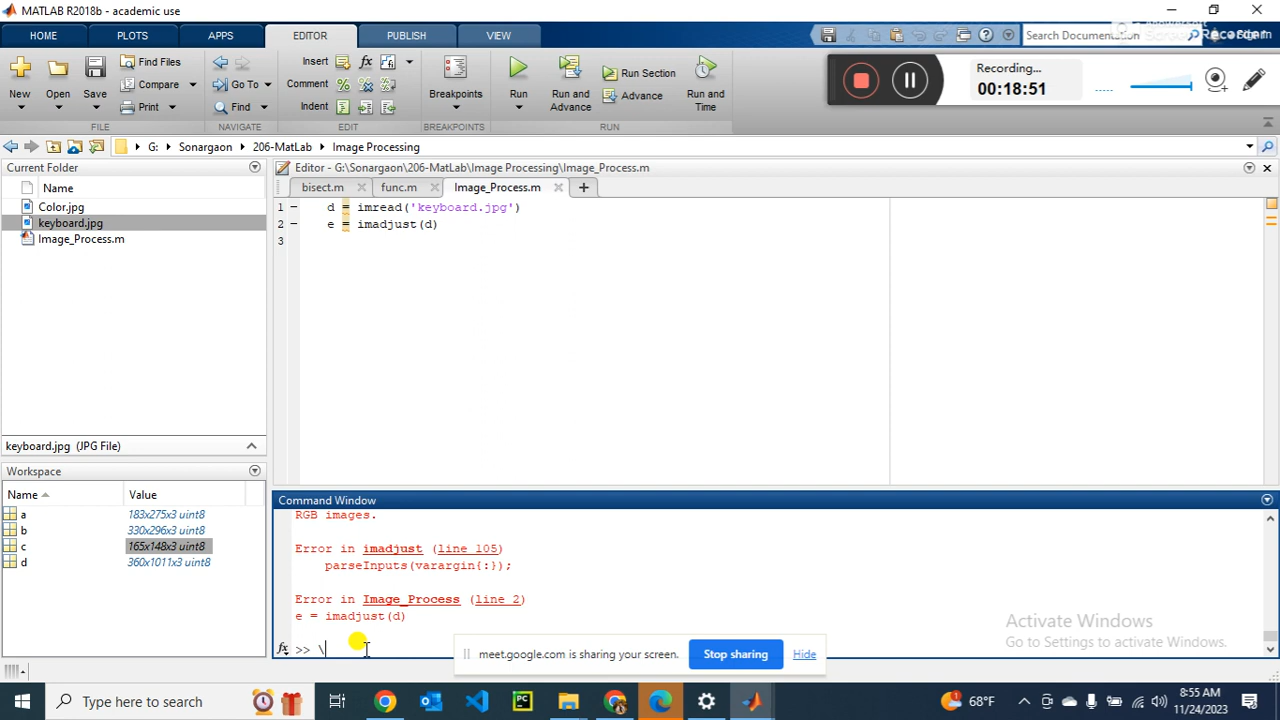 MATLAB R2018b - academic use
HOME PLOTS APPS EDITOR PUBLISH VIEW
Search Documentation
New Open Save Find Files Compare Print
Go To Find
Insert Comment Indent
Breakpoints Run Run and Advance Run Section Advance Run and Time
FILE NAVIGATE EDIT BREAKPOINTS RUN
Recording...
00:18:51
G: Sonargaon 206-MatLab Image Processing
Current Folder
Name
Color.jpg
keyboard.jpg
Image_Process.m
keyboard.jpg (JPG File)
Workspace
Name Value
a 183x275x3 uint8
b 330x296x3 uint8
c 165x148x3 uint8
d 360x1011x3 uint8
Editor - G:\Sonargaon\206-MatLab\Image Processing\Image_Process.m
bisect.m func.m Image_Process.m
1 d = imread('keyboard.jpg')
2 e = imadjust(d)
3
Command Window
RGB images.
Error in imadjust (line 105)
parseInputs(varargin{:});
Error in Image_Process (line 2)
e = imadjust(d)
fx >> \
meet.google.com is sharing your screen. Stop sharing Hide
Activate Windows
Go to Settings to activate Windows.
Type here to search
68°F
8:55 AM
11/24/2023